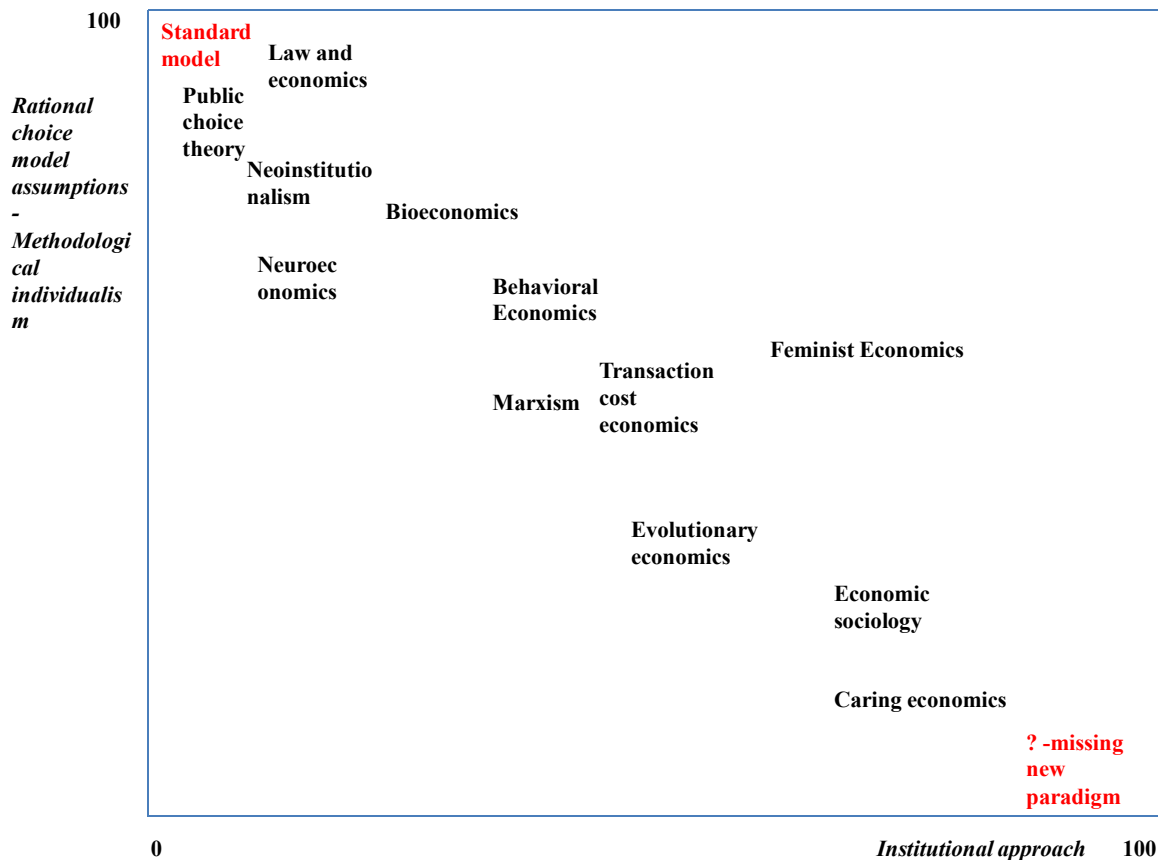 100
Rational
choice
model
assumptions
-
Methodologi
cal
individualis
m
Standard
model
Law and
economics
Public
choice
theory
Neoinstitutio
nalism
Bioeconomics
Neuroec
onomics
Behavioral
Economics
Feminist Economics
Transaction
cost
economics
Marxism
Evolutionary
economics
Economic
sociology
Caring economics
? -missing
new
paradigm
0
Institutional approach 100